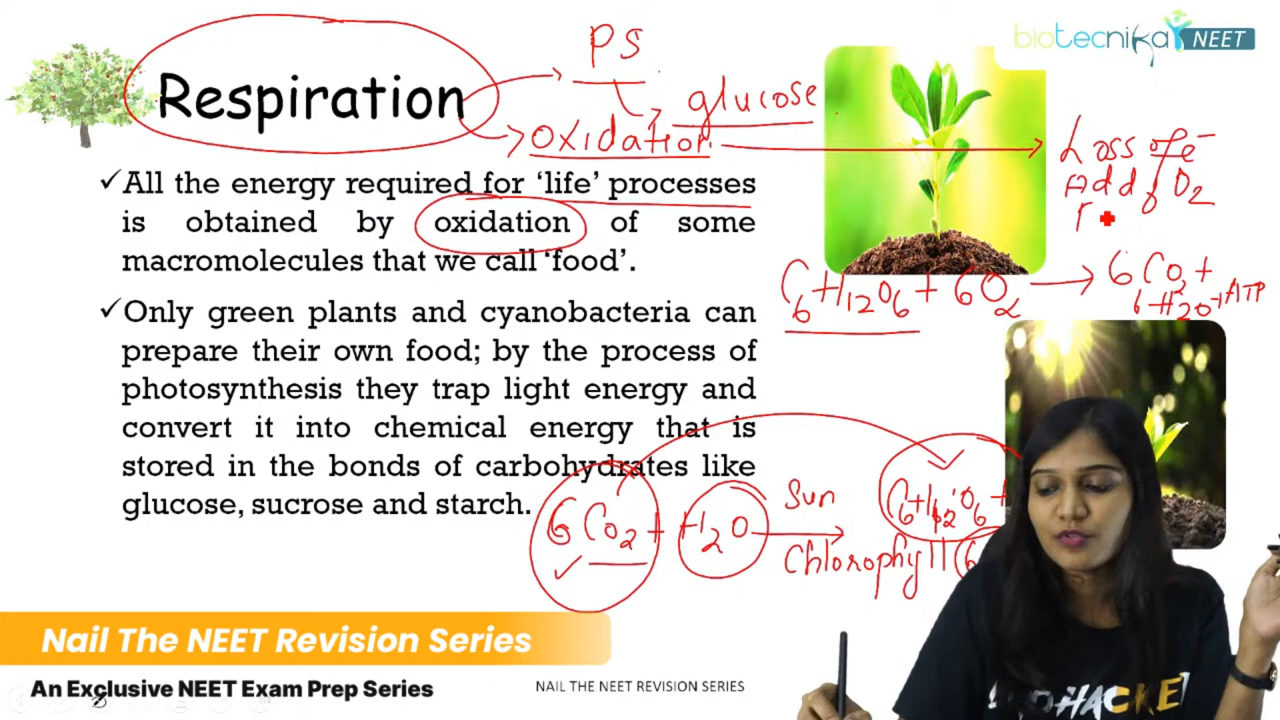 biotecnika NEET
Respiration
PS
glucose
oxidation
Loss of e⁻
Add of O2
r
✓All the energy required for ‘life’ processes
is obtained by oxidation of some
macromolecules that we call ‘food’.
C6H12O6 + 6O2 → 6CO2 +
6H2O + ATP
✓Only green plants and cyanobacteria can
prepare their own food; by the process of
photosynthesis they trap light energy and
convert it into chemical energy that is
stored in the bonds of carbohydrates like
glucose, sucrose and starch.
6CO2 + H2O Sun C6H12O6 +
Chlorophyll (6
Nail The NEET Revision Series
An Exclusive NEET Exam Prep Series
NAIL THE NEET REVISION SERIES